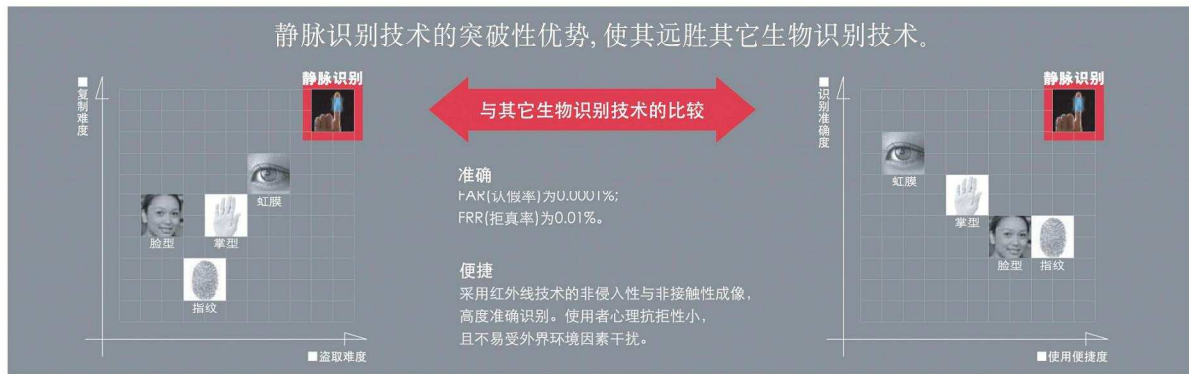 静脉识别技术的突破性优势,使其远胜其它生物识别技术。
■复制难度
静脉识别
虹膜
脸型
掌型
指纹
■盗取难度
与其它生物识别技术的比较
准确
FAR(认假率)为0.0001%;
FRR(拒真率)为0.01%。
便捷
采用红外线技术的非侵入性与非接触性成像,
高度准确识别。使用者心理抗拒性小,
且不易受外界环境因素干扰。
■识别准确度
静脉识别
虹膜
掌型
脸型
指纹
■使用便捷度